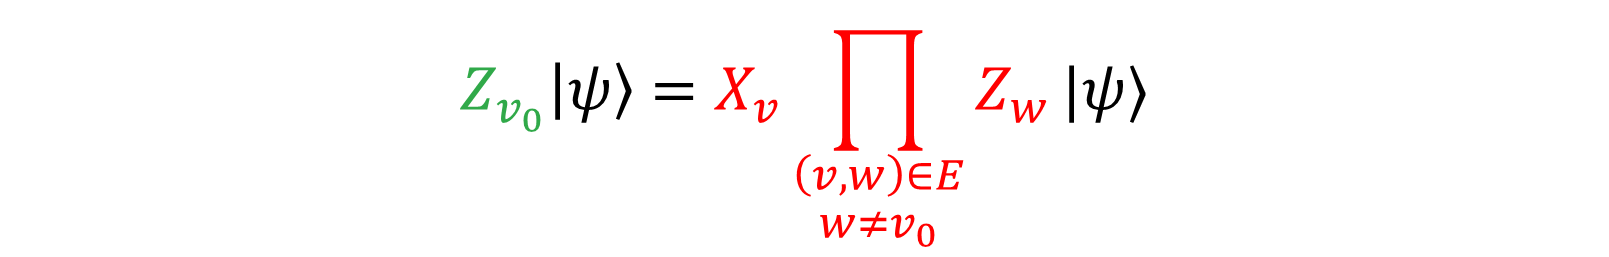 Z_{v_0}|ψ⟩ = X_v ∏ Z_w |ψ⟩
(v,w)∈E
w≠v_0